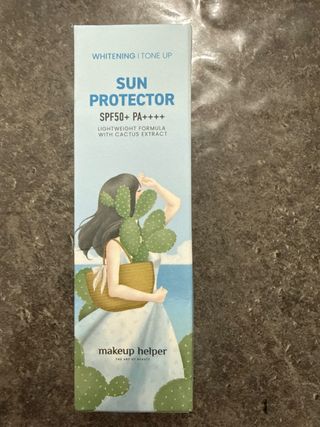 WHITENING | TONE UP
SUN
PROTECTOR
SPF50+ PA++++
LIGHTWEIGHT FORMULA
WITH CACTUS EXTRACT
makeup helper
THE ART OF BEAUTY